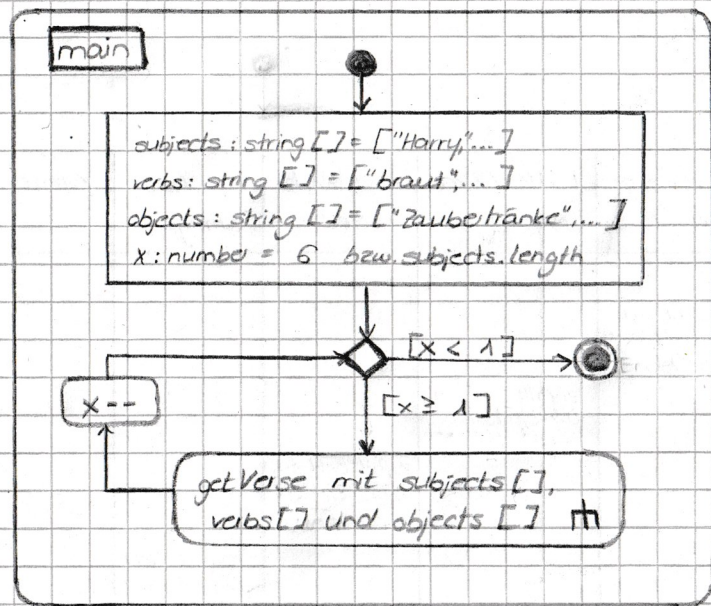 main
subjects : string [] = ["Harry",...]
verbs: string [] = ["braut",... ]
objects : string [] = ["Zaubertränke",... ]
x : number = 6 bzw. subjects.length
[x < 1]
x--
[x ≥ 1]
getVerse mit subjects [],
verbs[] und objects []